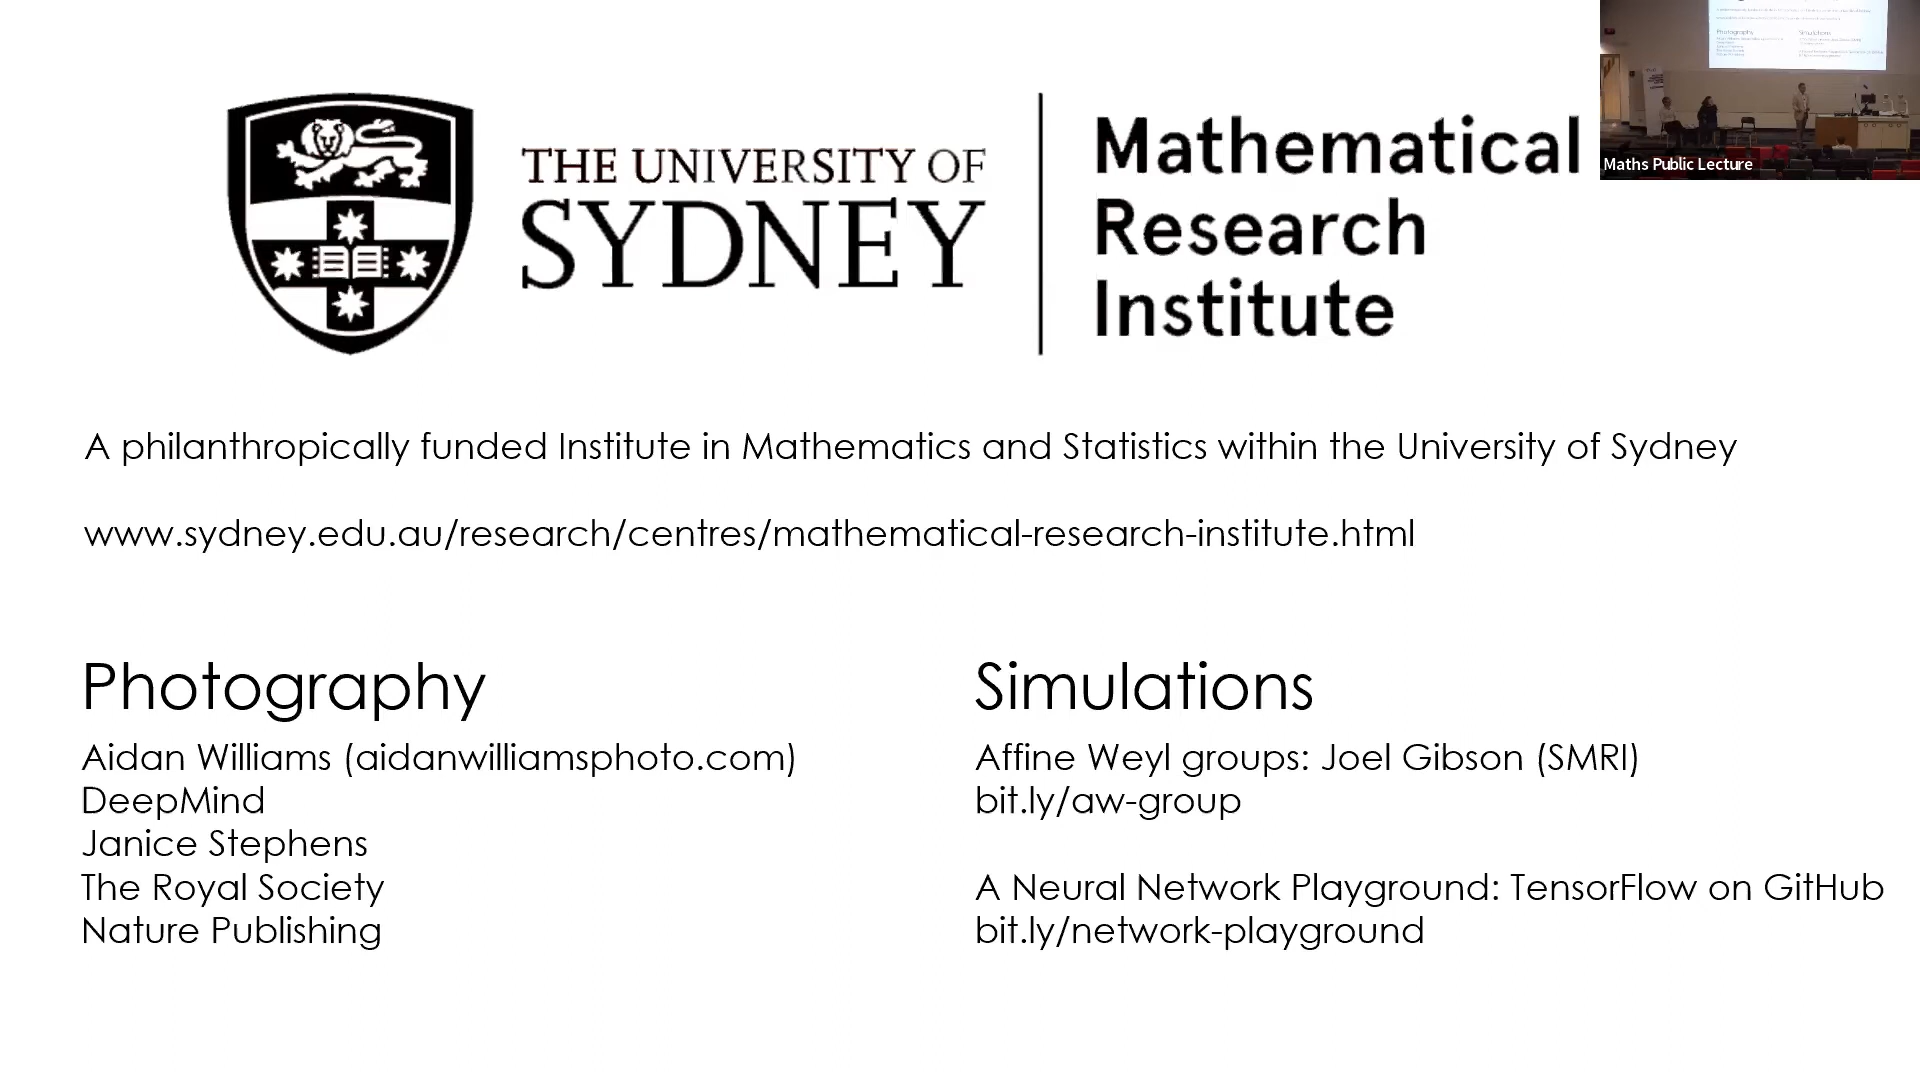 THE UNIVERSITY OF
SYDNEY
Mathematical
Research
Institute
Maths Public Lecture
A philanthropically funded Institute in Mathematics and Statistics within the University of Sydney
www.sydney.edu.au/research/centres/mathematical-research-institute.html
Photography
Aidan Williams (aidanwilliamsphoto.com)
DeepMind
Janice Stephens
The Royal Society
Nature Publishing
Simulations
Affine Weyl groups: Joel Gibson (SMRI)
bit.ly/aw-group
A Neural Network Playground: TensorFlow on GitHub
bit.ly/network-playground
Photography
Simulations